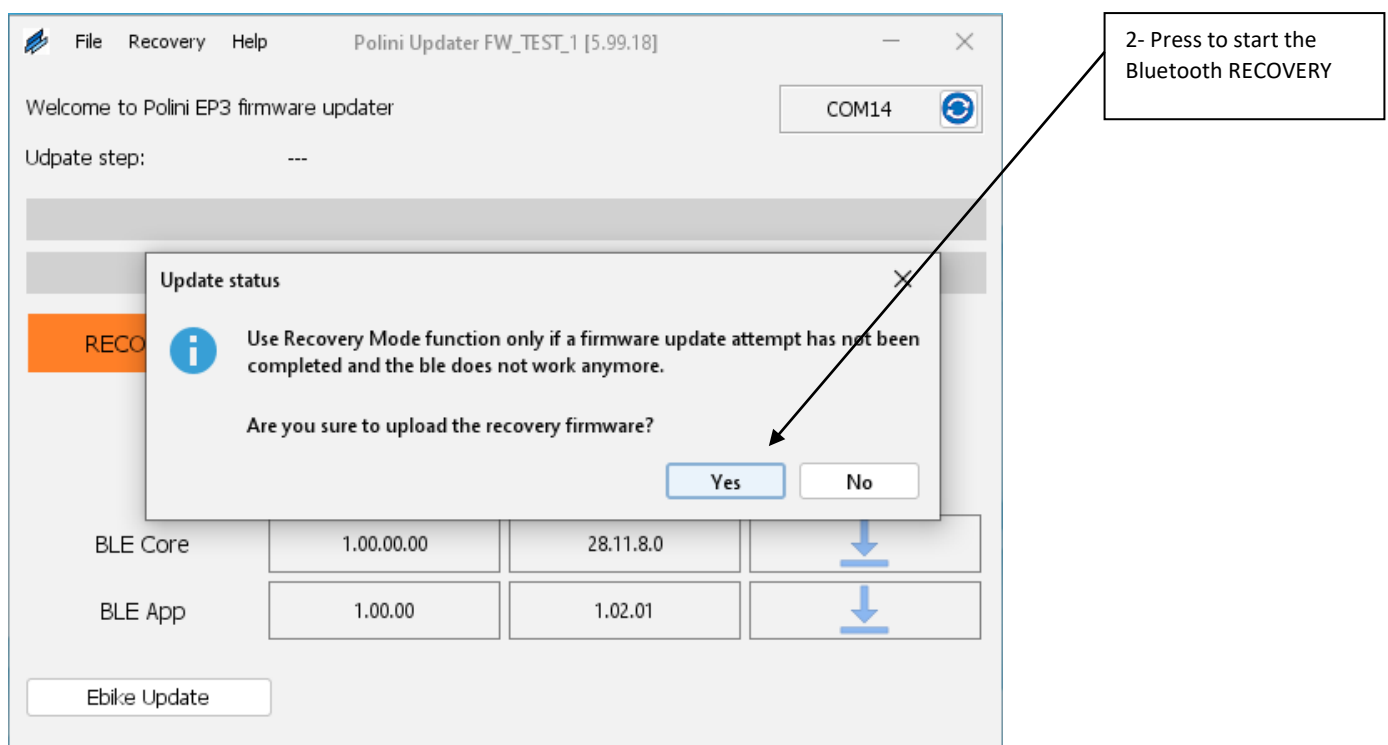 File Recovery Help Polini Updater FW_TEST_1 [5.99.18]
2- Press to start the
Bluetooth RECOVERY
Welcome to Polini EP3 firmware updater
COM14
Udpate step: ---
Update status
RECO
Use Recovery Mode function only if a firmware update attempt has not been
completed and the ble does not work anymore.
Are you sure to upload the recovery firmware?
Yes No
BLE Core 1.00.00.00 28.11.8.0
BLE App 1.00.00 1.02.01
Ebike Update